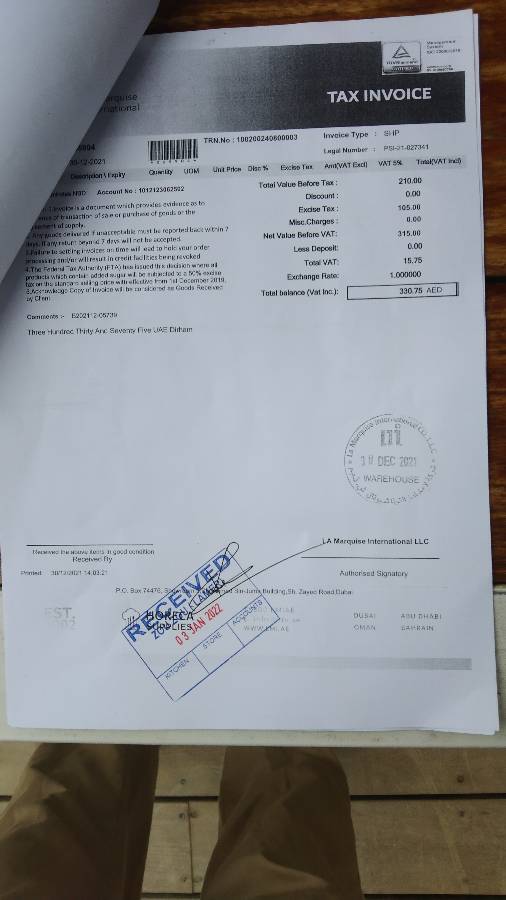 Management
System
TAX INVOICE
arquise
national
TRN.No : 100200240600003
Invoice Type : SHP
Legal Number : PSI-21-027341
30-12-2021
Description \ Expiry Quantity UOM Unit Price Disc % Excise Tax Amt(VAT Excl) VAT 5% Total(VAT Incl)
Account No : 1012123062502
Total Value Before Tax : 210.00
Discount : 0.00
Excise Tax : 105.00
Misc.Charges : 0.00
Net Value Before VAT: 315.00
Less Deposit: 0.00
Total VAT: 15.75
Exchange Rate: 1.000000
Total balance (Vat Inc.): 330.75 AED
Invoice is a document which provides evidence as to
of transaction of sale or purchase of goods or the
of supply.
Any goods delivered if unacceptable must be reported back within 7
days. If any return beyond 7 days will not be accepted.
3.Failure to settling invoices on time will lead to hold your order
processing and/or will result in credit facilities being revoked
4.The Federal Tax Authority (FTA) has issued this decision where all
products which contain added sugar will be subjected to a 50% excise
tax on the standard selling price with effective from 1st December 2019.
5.Acknowledge Copy of Invoice will be considered as Goods Received
by Client
Comments :- E202112-05739
Three Hundred Thirty And Seventy Five UAE Dirham
La Marquise International Co. L.L.C.
DEC 2021
WAREHOUSE
LA Marquise International LLC
Received the above items in good condition
Received By
Authorised Signatory
Printed: 30/12/2021 14:03:21
P.O. Box 74476, Building,Sh. Zayed Road,Dubai
RECEIVED
03 JAN 2022
KITCHEN STORE ACCOUNTS
HORECA
SUPPLIES
EST.
DUBAI ABU DHABI
OMAN BAHRAIN